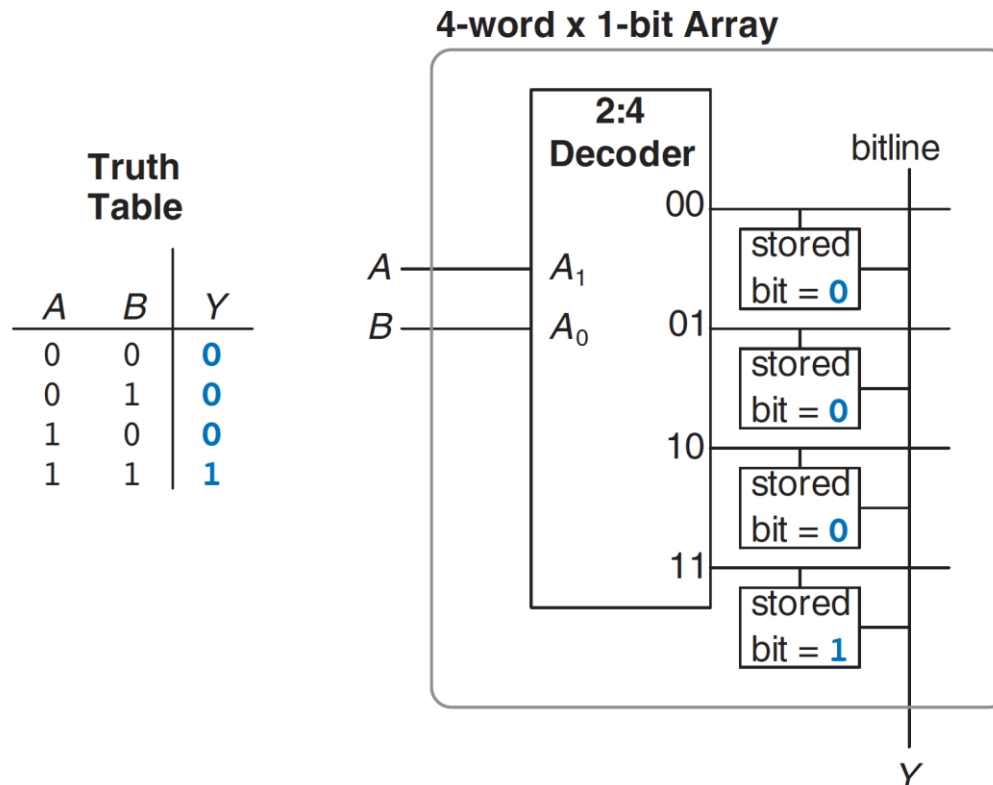 4-word x 1-bit Array
Truth
Table
A B Y
0 0 0
0 1 0
1 0 0
1 1 1
2:4
Decoder
bitline
A
B
A1
A0
00
stored
bit = 0
01
stored
bit = 0
10
stored
bit = 0
11
stored
bit = 1
Y